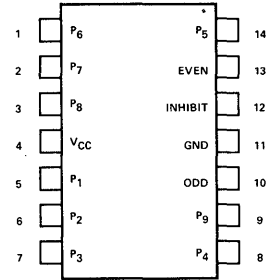 1 P6 P5 14
2 P7 EVEN 13
3 P8 INHIBIT 12
4 VCC GND 11
5 P1 ODD 10
6 P2 P9 9
7 P3 P4 8